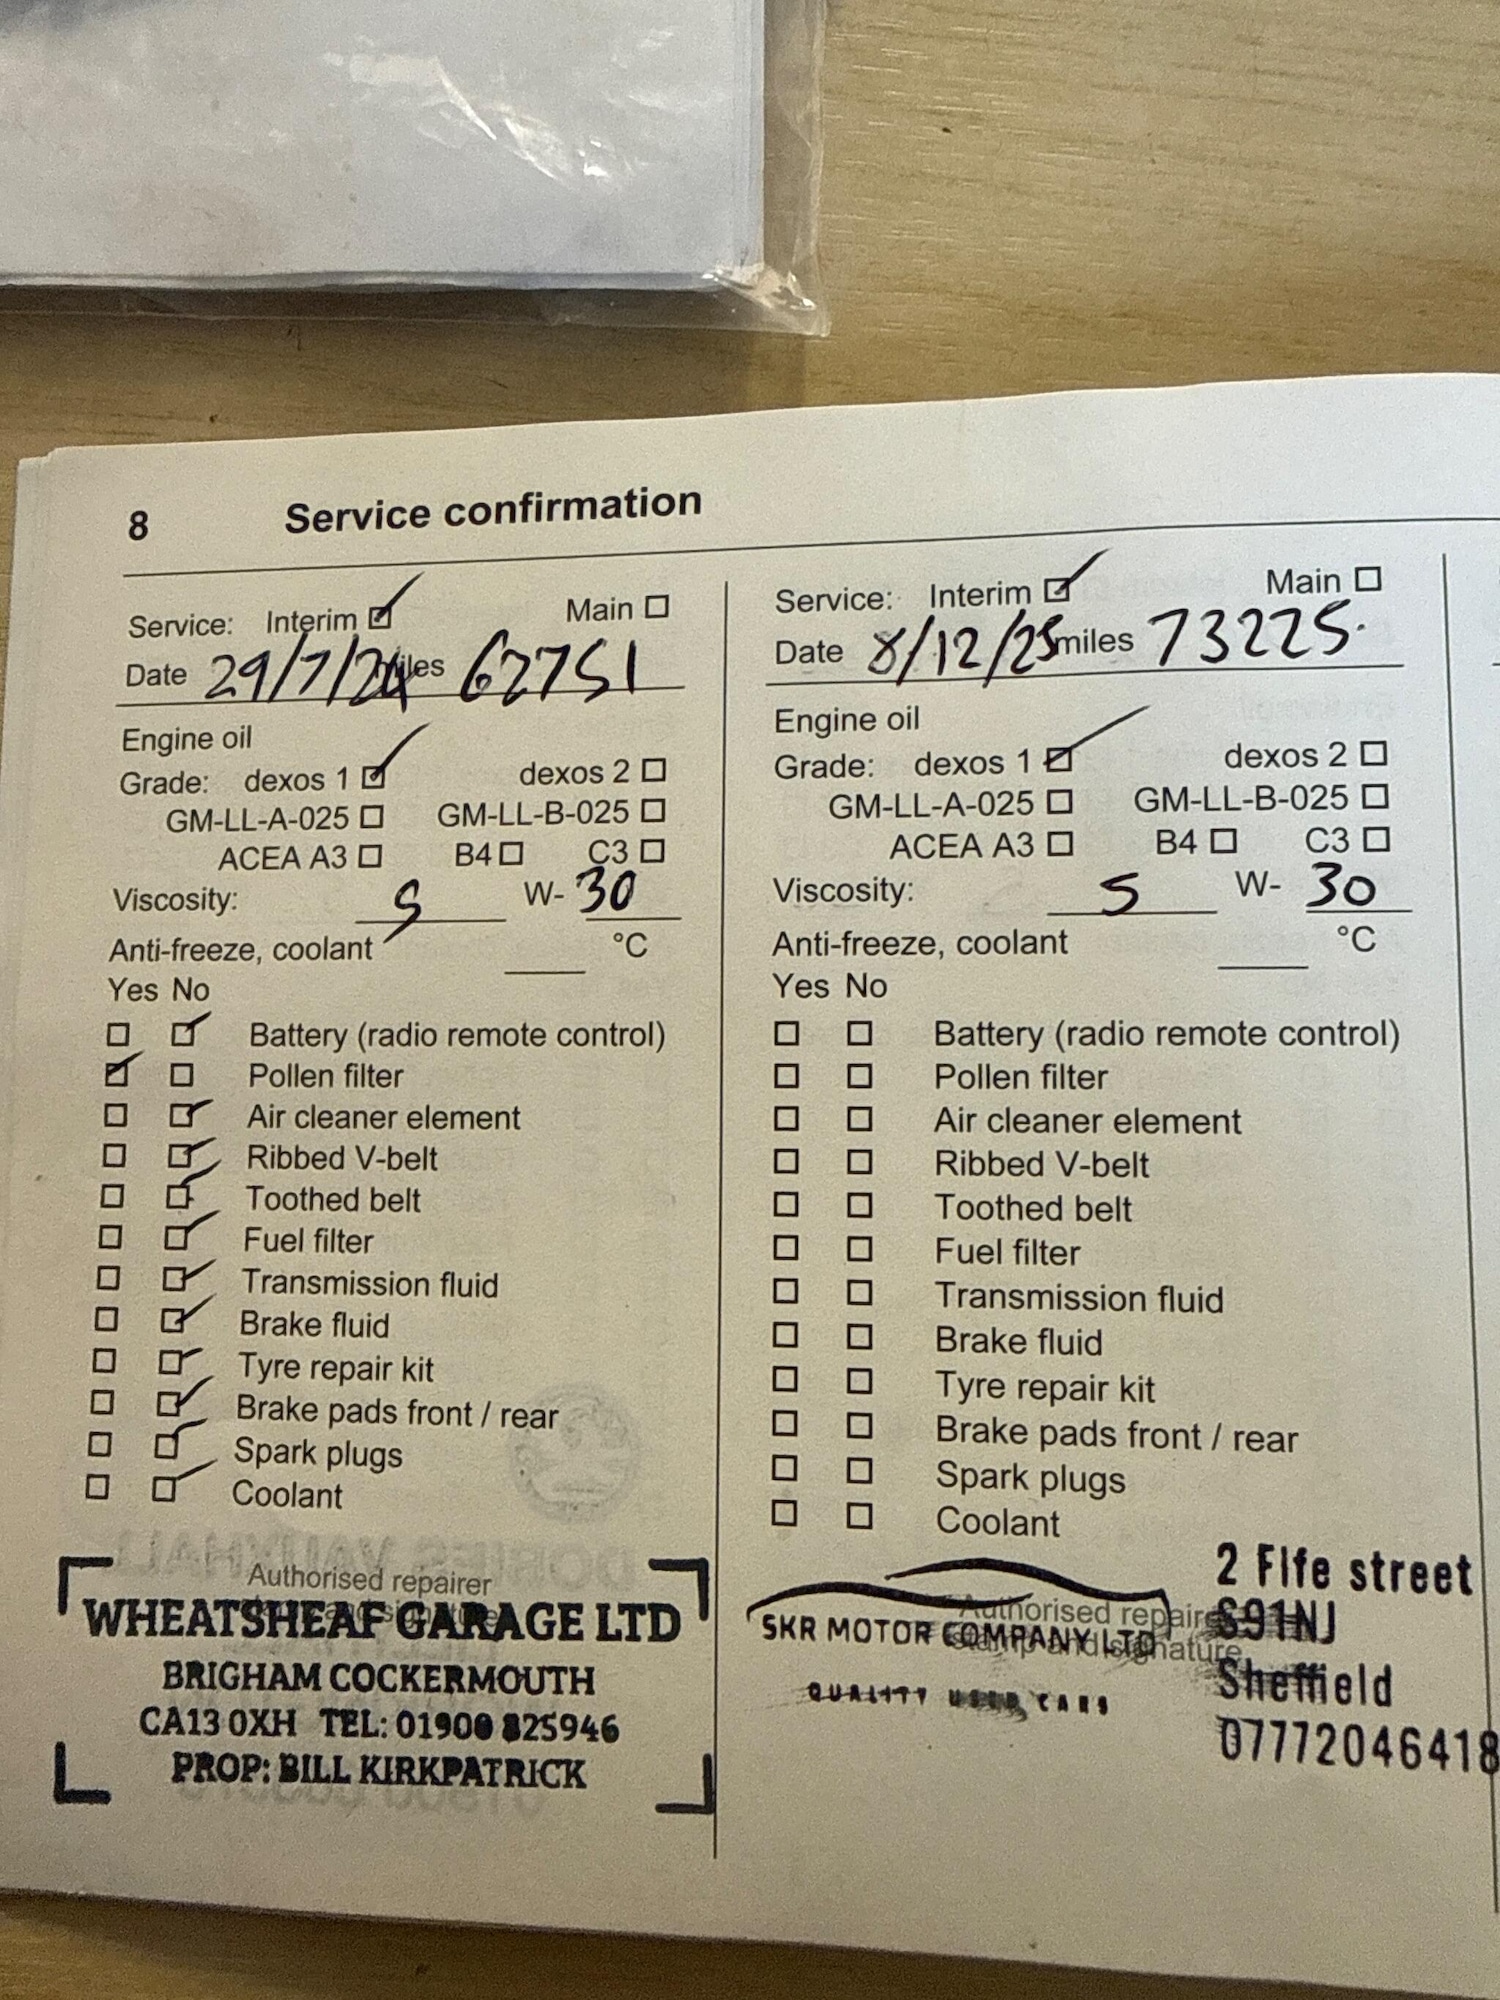 8 Service confirmation
Service: Interim Main
Date 29/7/24 miles 62751
Engine oil
Grade: dexos 1 dexos 2
GM-LL-A-025 GM-LL-B-025
ACEA A3 B4 C3
Viscosity: 5 W- 30
Anti-freeze, coolant °C
Yes No
Battery (radio remote control)
Pollen filter
Air cleaner element
Ribbed V-belt
Toothed belt
Fuel filter
Transmission fluid
Brake fluid
Tyre repair kit
Brake pads front / rear
Spark plugs
Coolant
Authorised repairer
WHEATSHEAF GARAGE LTD
BRIGHAM COCKERMOUTH
CA13 0XH TEL: 01900 825946
PROP: BILL KIRKPATRICK
Service: Interim Main
Date 8/12/25 miles 73225.
Engine oil
Grade: dexos 1 dexos 2
GM-LL-A-025 GM-LL-B-025
ACEA A3 B4 C3
Viscosity: 5 W- 30
Anti-freeze, coolant °C
Yes No
Battery (radio remote control)
Pollen filter
Air cleaner element
Ribbed V-belt
Toothed belt
Fuel filter
Transmission fluid
Brake fluid
Tyre repair kit
Brake pads front / rear
Spark plugs
Coolant
Authorised repairer
stamp and signature
SKR MOTOR COMPANY LTD
QUALITY USED CARS
2 Fife street
S91NJ
Sheffield
07772046418